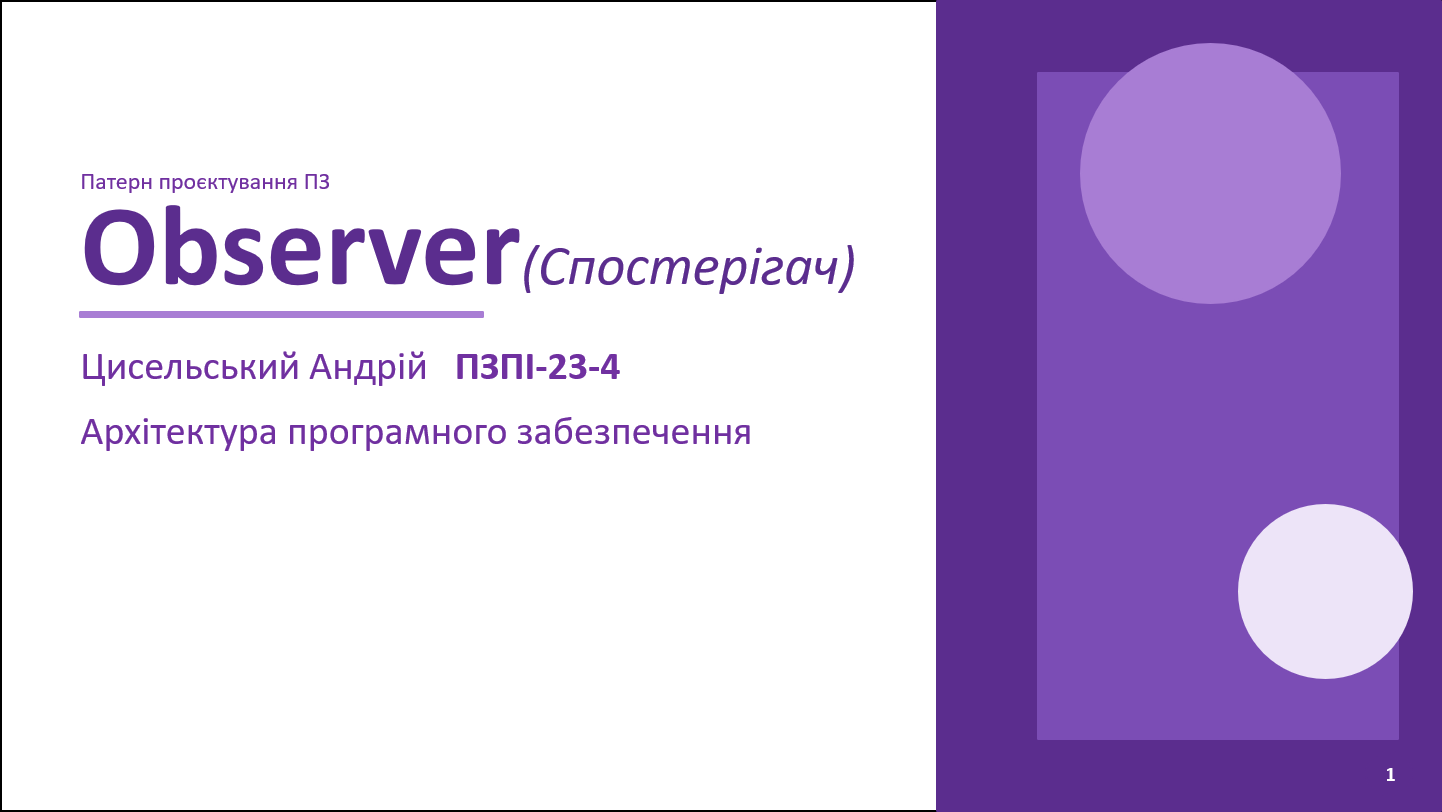 Патерн проєктування ПЗ
Observer (Спостерігач)
Цисельський Андрій ПЗПІ-23-4
Архітектура програмного забезпечення
1